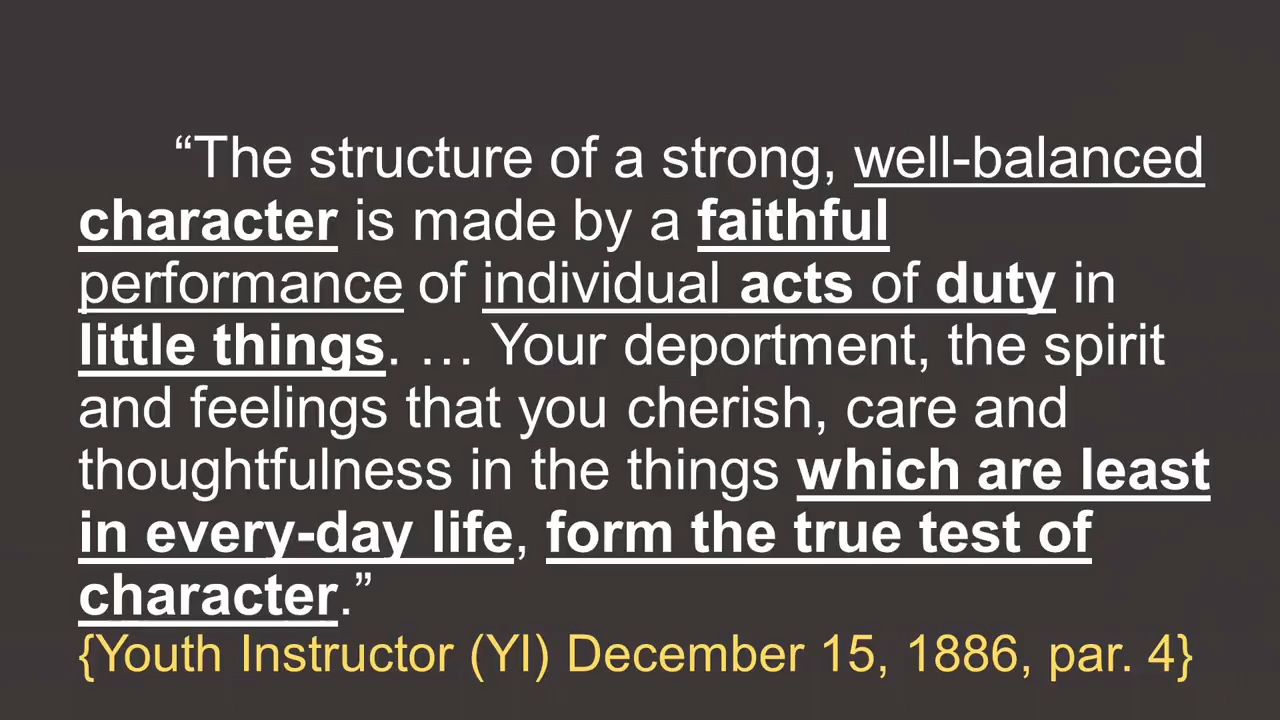 “The structure of a strong, well-balanced
character is made by a faithful
performance of individual acts of duty in
little things. … Your deportment, the spirit
and feelings that you cherish, care and
thoughtfulness in the things which are least
in every-day life, form the true test of
character.”
{Youth Instructor (YI) December 15, 1886, par. 4}